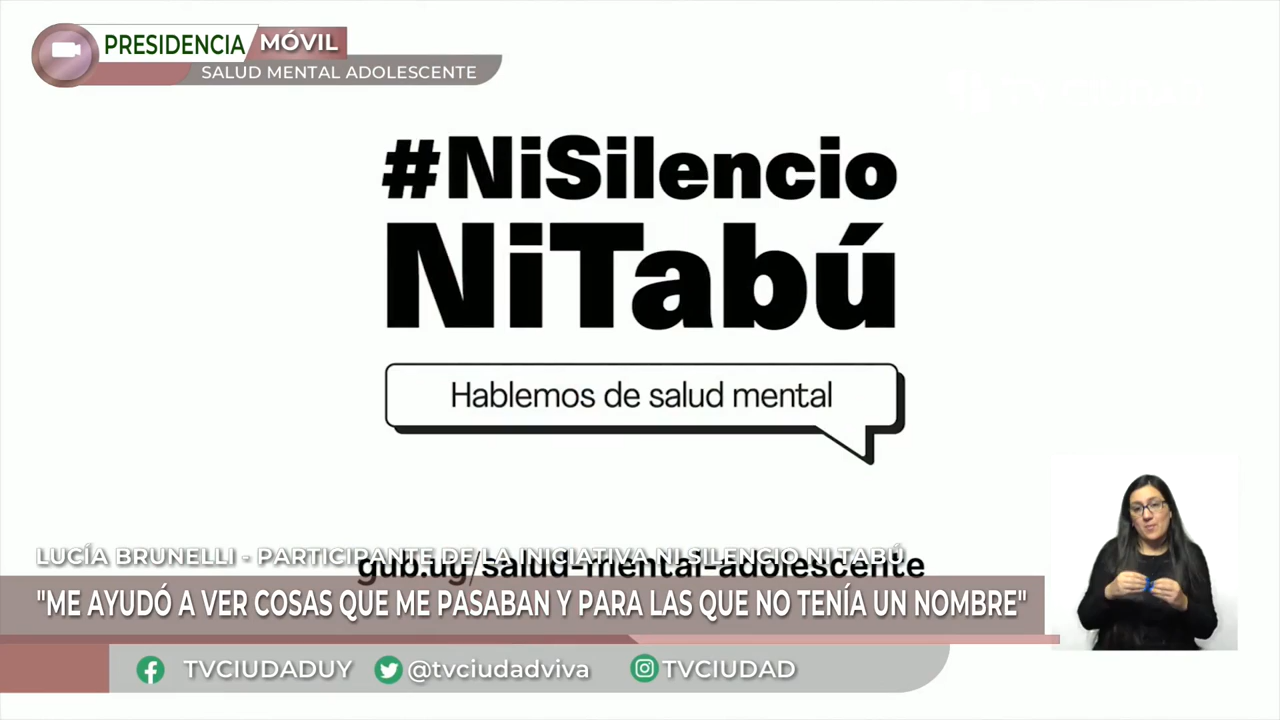 PRESIDENCIA MÓVIL
SALUD MENTAL ADOLESCENTE
#NiSilencio
NiTabú
Hablemos de salud mental
LUCÍA BRUNELLI - PARTICIPANTE DE LA INICIATIVA NI SILENCIO NI TABÚ
gub.uy/salud-mental-adolescente
"ME AYUDÓ A VER COSAS QUE ME PASABAN Y PARA LAS QUE NO TENÍA UN NOMBRE"
TVCIUDADUY @tvciudadviva TVCIUDAD